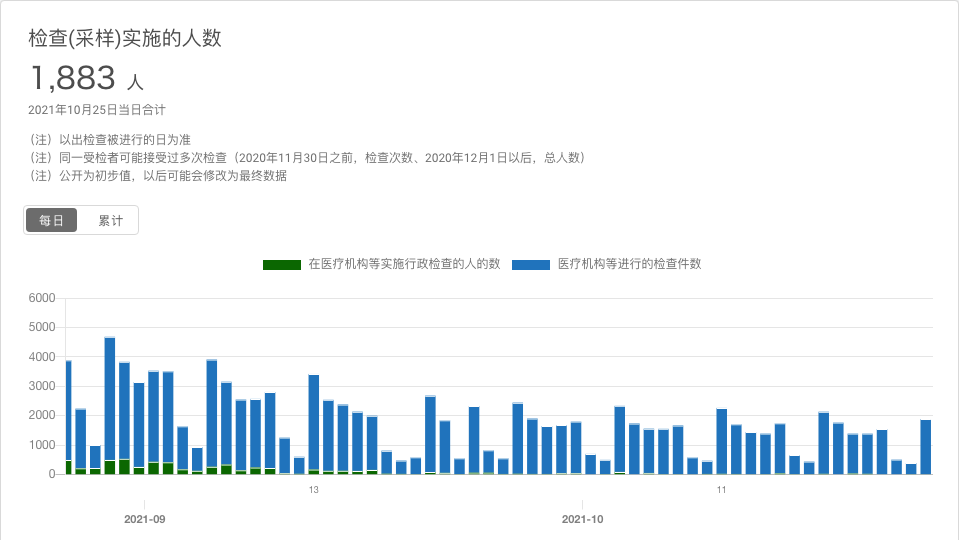 检查(采样)实施的人数
1,883 人
2021年10月25日当日合计
（注）以出检查被进行的日为准
（注）同一受检者可能接受过多次检查（2020年11月30日之前，检查次数、2020年12月1日以后，总人数）
（注）公开为初步值，以后可能会修改为最终数据
每日 累计
在医疗机构等实施行政检查的人的数 医疗机构等进行的检查件数
6000
5000
4000
3000
2000
1000
0
13 11
2021-09 2021-10